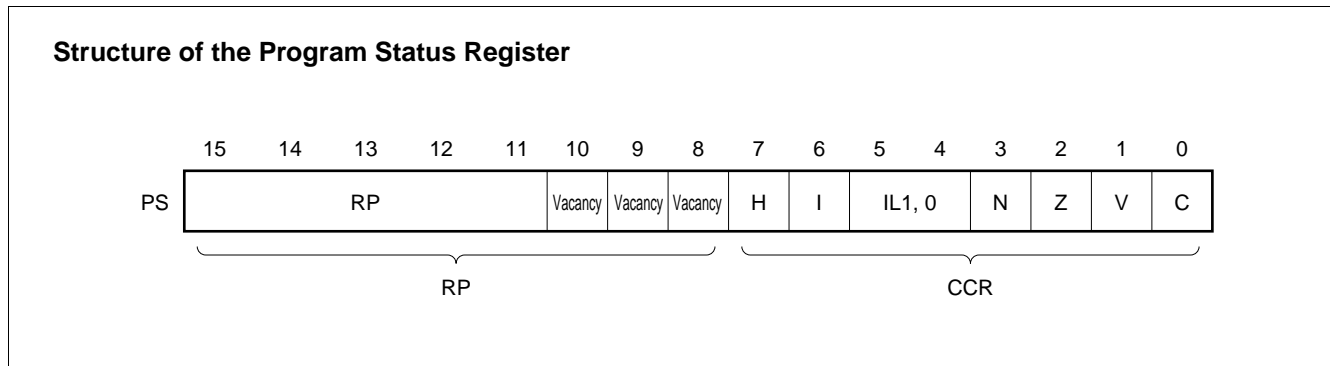 Structure of the Program Status Register
15 14 13 12 11 10 9 8 7 6 5 4 3 2 1 0
PS RP Vacancy Vacancy Vacancy H I IL1, 0 N Z V C
RP CCR